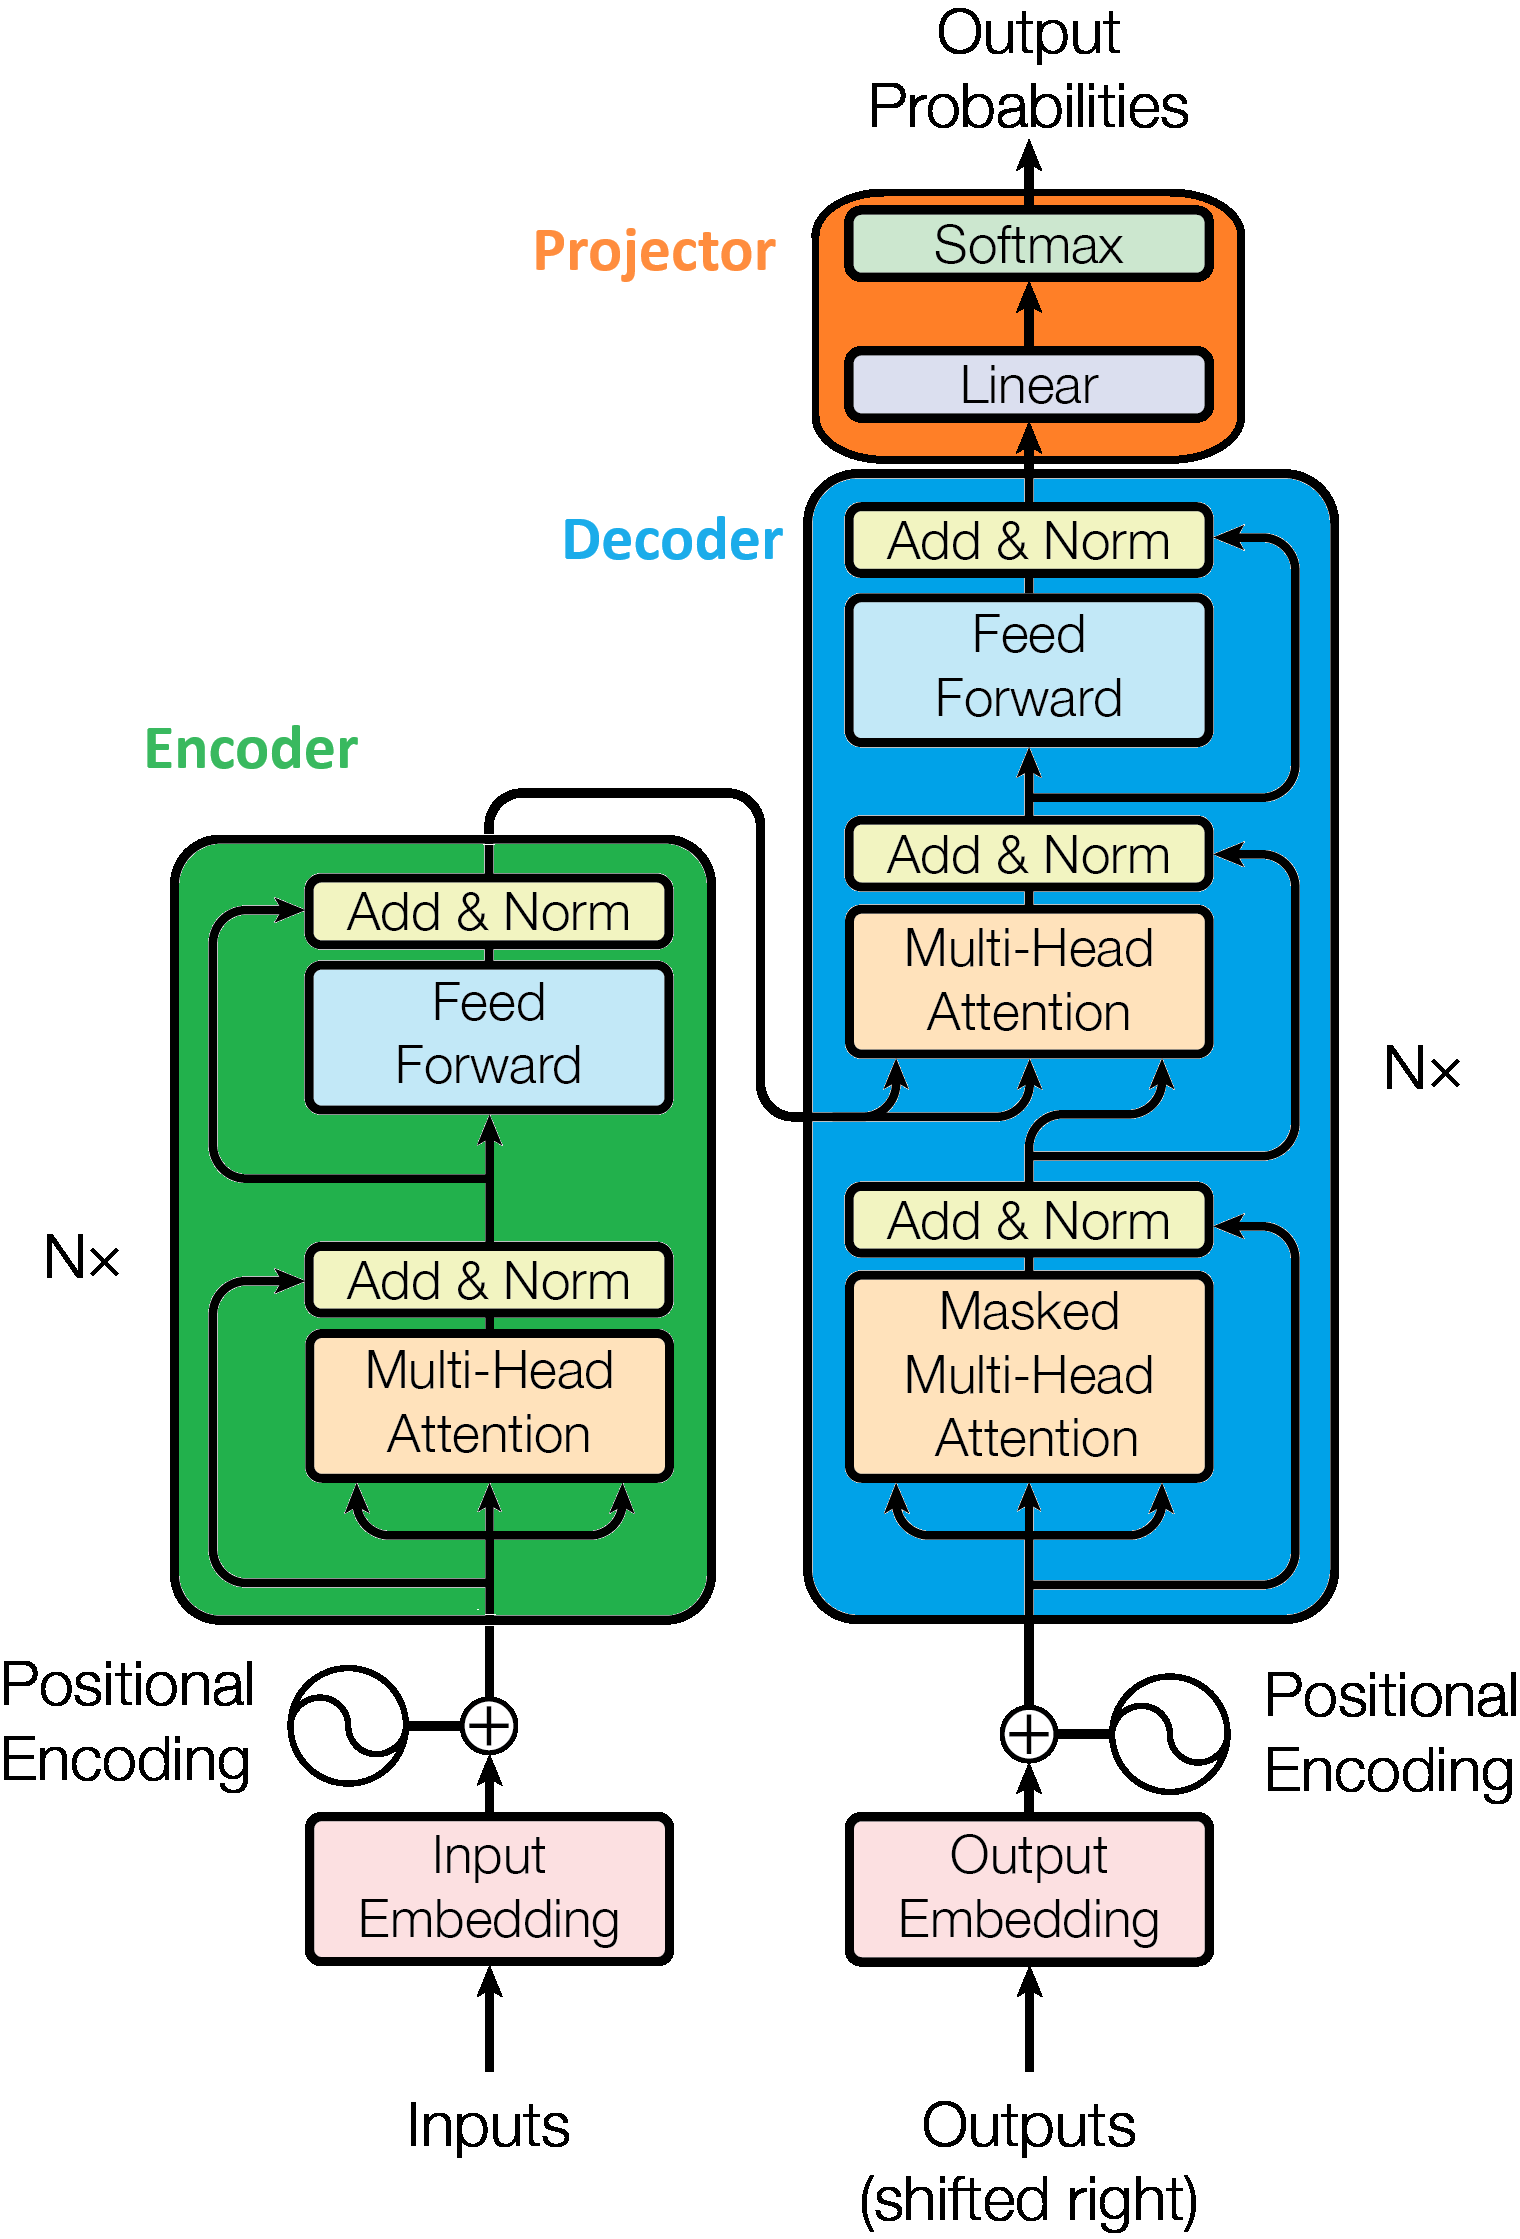 Output
Probabilities
Projector
Softmax
Linear
Decoder
Add & Norm
Feed
Forward
Add & Norm
Multi-Head
Attention
Nx
Add & Norm
Masked
Multi-Head
Attention
Encoder
Add & Norm
Feed
Forward
Nx
Add & Norm
Multi-Head
Attention
Positional
Encoding
Input
Embedding
Inputs
Positional
Encoding
Output
Embedding
Outputs
(shifted right)